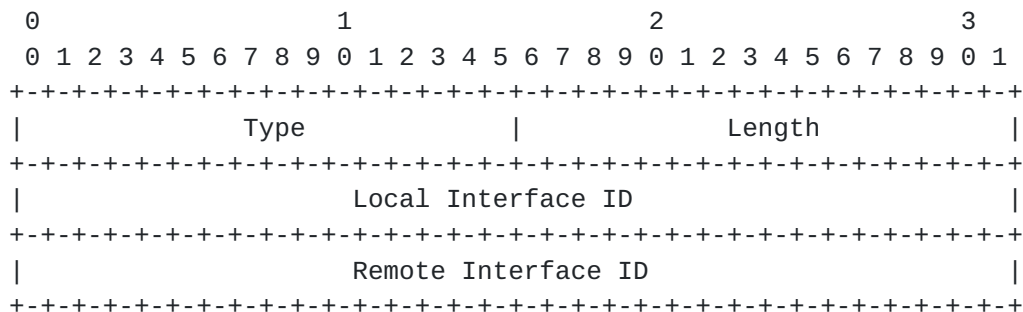 0                   1                   2                   3
 0 1 2 3 4 5 6 7 8 9 0 1 2 3 4 5 6 7 8 9 0 1 2 3 4 5 6 7 8 9 0 1
+-+-+-+-+-+-+-+-+-+-+-+-+-+-+-+-+-+-+-+-+-+-+-+-+-+-+-+-+-+-+-+-+
|              Type             |             Length            |
+-+-+-+-+-+-+-+-+-+-+-+-+-+-+-+-+-+-+-+-+-+-+-+-+-+-+-+-+-+-+-+-+
|                     Local Interface ID                        |
+-+-+-+-+-+-+-+-+-+-+-+-+-+-+-+-+-+-+-+-+-+-+-+-+-+-+-+-+-+-+-+-+
|                     Remote Interface ID                       |
+-+-+-+-+-+-+-+-+-+-+-+-+-+-+-+-+-+-+-+-+-+-+-+-+-+-+-+-+-+-+-+-+